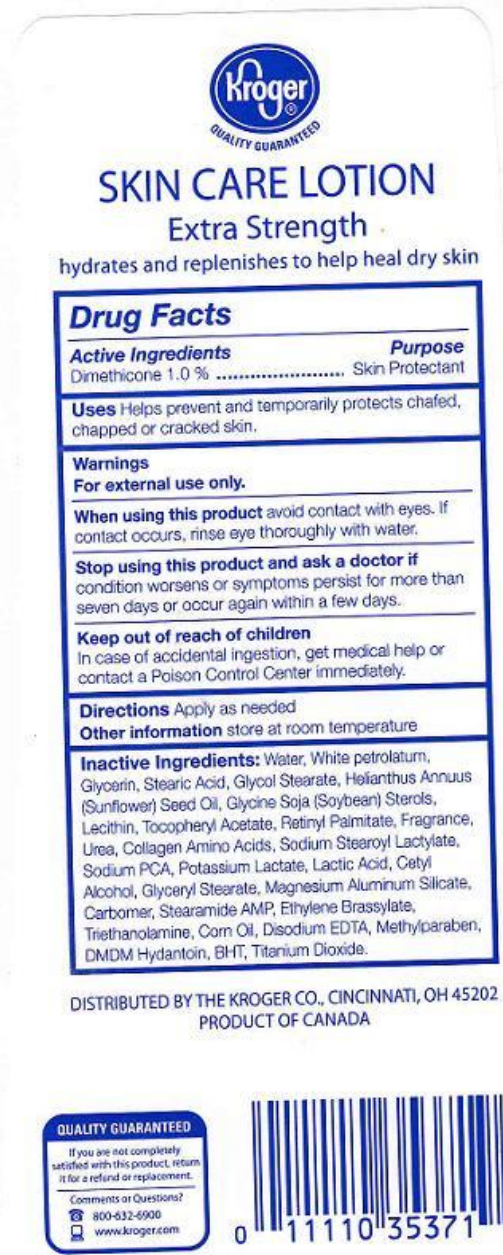 Kroger
®
QUALITY GUARANTEED
SKIN CARE LOTION
Extra Strength
hydrates and replenishes to help heal dry skin
Drug Facts
Active Ingredients Purpose
Dimethicone 1.0 % ........................ Skin Protectant
Uses Helps prevent and temporarily protects chafed,
chapped or cracked skin.
Warnings
For external use only.
When using this product avoid contact with eyes. If
contact occurs, rinse eye thoroughly with water.
Stop using this product and ask a doctor if
condition worsens or symptoms persist for more than
seven days or occur again within a few days.
Keep out of reach of children
In case of accidental ingestion, get medical help or
contact a Poison Control Center immediately.
Directions Apply as needed
Other information store at room temperature
Inactive Ingredients: Water, White petrolatum,
Glycerin, Stearic Acid, Glycol Stearate, Helianthus Annuus
(Sunflower) Seed Oil, Glycine Soja (Soybean) Sterols,
Lecithin, Tocopheryl Acetate, Retinyl Palmitate, Fragrance,
Urea, Collagen Amino Acids, Sodium Stearoyl Lactylate,
Sodium PCA, Potassium Lactate, Lactic Acid, Cetyl
Alcohol, Glyceryl Stearate, Magnesium Aluminum Silicate,
Carbomer, Stearamide AMP, Ethylene Brassylate,
Triethanolamine, Corn Oil, Disodium EDTA, Methylparaben,
DMDM Hydantoin, BHT, Titanium Dioxide.
DISTRIBUTED BY THE KROGER CO., CINCINNATI, OH 45202
PRODUCT OF CANADA
QUALITY GUARANTEED
If you are not completely
satisfied with this product, return
it for a refund or replacement.
Comments or Questions?
800-632-6900
www.kroger.com
0 11110 35371